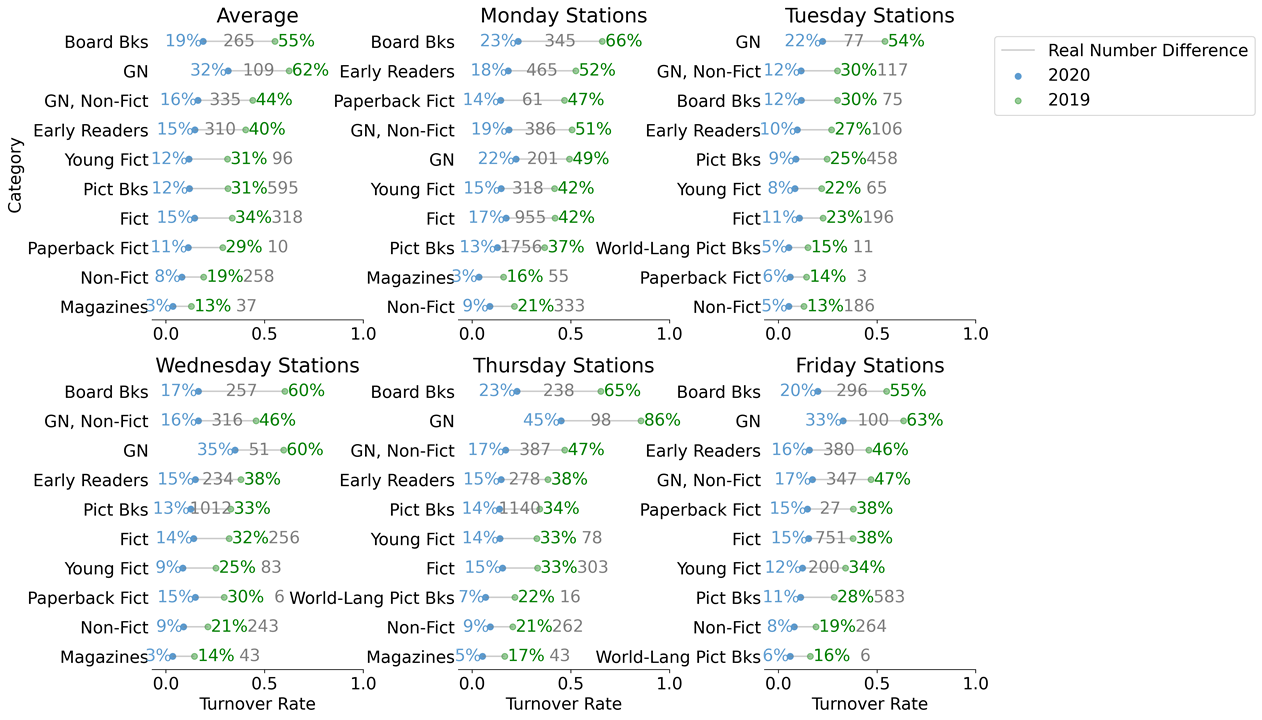 Average
Board Bks 19% 265 55%
GN 32% 109 62%
GN, Non-Fict 16% 335 44%
Early Readers 15% 310 40%
Young Fict 12% 31% 96
Pict Bks 12% 31% 595
Fict 15% 34% 318
Paperback Fict 11% 29% 10
Non-Fict 8% 19% 258
Magazines 3% 13% 37
0.0 0.5 1.0
Category
Monday Stations
Board Bks 23% 345 66%
Early Readers 18% 465 52%
Paperback Fict 14% 61 47%
GN, Non-Fict 19% 386 51%
GN 22% 201 49%
Young Fict 15% 318 42%
Fict 17% 955 42%
Pict Bks 13% 1756 37%
Magazines 3% 16% 55
Non-Fict 9% 21% 333
0.0 0.5 1.0
Tuesday Stations
GN 22% 77 54%
GN, Non-Fict 12% 30% 117
Board Bks 12% 30% 75
Early Readers 10% 27% 106
Pict Bks 9% 25% 458
Young Fict 8% 22% 65
Fict 11% 23% 196
World-Lang Pict Bks 5% 15% 11
Paperback Fict 6% 14% 3
Non-Fict 5% 13% 186
0.0 0.5 1.0
Real Number Difference
2020
2019
Wednesday Stations
Board Bks 17% 257 60%
GN, Non-Fict 16% 316 46%
GN 35% 51 60%
Early Readers 15% 234 38%
Pict Bks 13% 1012 33%
Fict 14% 32% 256
Young Fict 9% 25% 83
Paperback Fict 15% 30% 6
Non-Fict 9% 21% 243
Magazines 3% 14% 43
0.0 0.5 1.0
Turnover Rate
Thursday Stations
Board Bks 23% 238 65%
GN 45% 98 86%
GN, Non-Fict 17% 387 47%
Early Readers 15% 278 38%
Pict Bks 14% 1140 34%
Young Fict 14% 33% 78
Fict 15% 33% 303
World-Lang Pict Bks 7% 22% 16
Non-Fict 9% 21% 262
Magazines 5% 17% 43
0.0 0.5 1.0
Turnover Rate
Friday Stations
Board Bks 20% 296 55%
GN 33% 100 63%
Early Readers 16% 380 46%
GN, Non-Fict 17% 347 47%
Paperback Fict 15% 27 38%
Fict 15% 751 38%
Young Fict 12% 200 34%
Pict Bks 11% 28% 583
Non-Fict 8% 19% 264
World-Lang Pict Bks 6% 16% 6
0.0 0.5 1.0
Turnover Rate